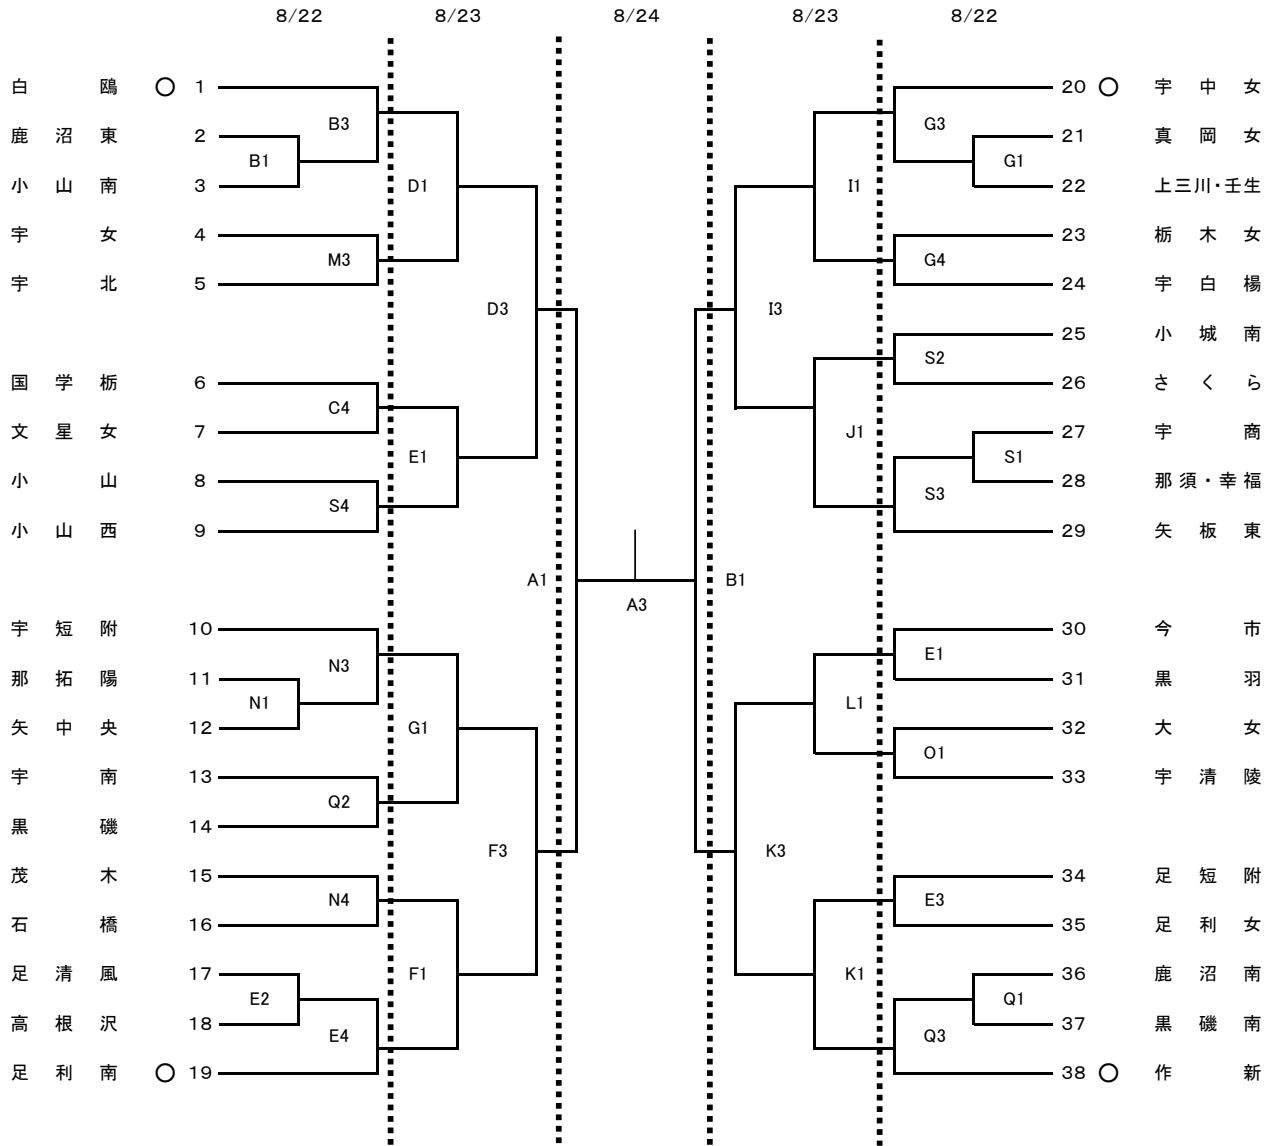 8/22 8/23 8/24 8/23 8/22
白鴎 ○ 1
B3
鹿沼東 2
B1
小山南 3
D1
宇女 4
M3
宇北 5
D3
国学栃 6
C4
文星女 7
E1
小山 8
S4
小山西 9
A1
宇短附 10
N3
那拓陽 11
N1
矢中央 12
G1
宇南 13
Q2
黒磯 14
F3
茂木 15
N4
石橋 16
足清風 17
F1
E2
高根沢 18
E4
足利南 ○ 19
A3
20 ○ 宇中女
G3
21 真岡女
G1
22 上三川・壬生
I1
23 栃木女
G4
24 宇白楊
I3
25 小城南
S2
26 さくら
J1
27 宇商
S1
28 那須・幸福
S3
29 矢板東
B1
30 今市
E1
31 黒羽
L1
32 大女
O1
33 宇清陵
K3
34 足短附
E3
35 足利女
K1
36 鹿沼南
Q1
37 黒磯南
Q3
38 ○ 作新